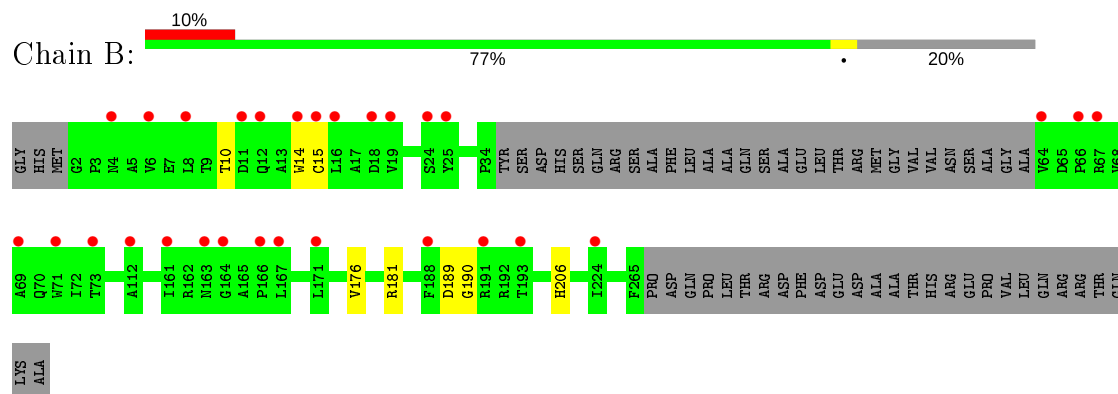 10%
Chain B:
77%
•
20%
GLY HIS MET G2 P3 N4 A5 V6 E7 L8 T9 T10 D11 Q12 A13 W14 C15 L16 A17 D18 V19 S24 Y25 P34 TYR SER ASP HIS SER GLN ARG SER ALA PHE LEU ALA ALA GLN SER ALA GLU LEU THR ARG MET GLY VAL VAL ASN SER ALA GLY ALA V64 D65 P66 R67 V68
A69 Q70 W71 I72 T73 A112 I161 R162 N163 G164 A165 P166 L167 L171 V176 R181 F188 D189 G190 R191 R192 T193 H206 I224 F265 PRO ASP GLN PRO LEU THR ARG ASP PHE ASP GLU ASP ALA ALA THR HIS ARG GLU PRO VAL LEU GLN ARG ARG THR GLN
LYS ALA